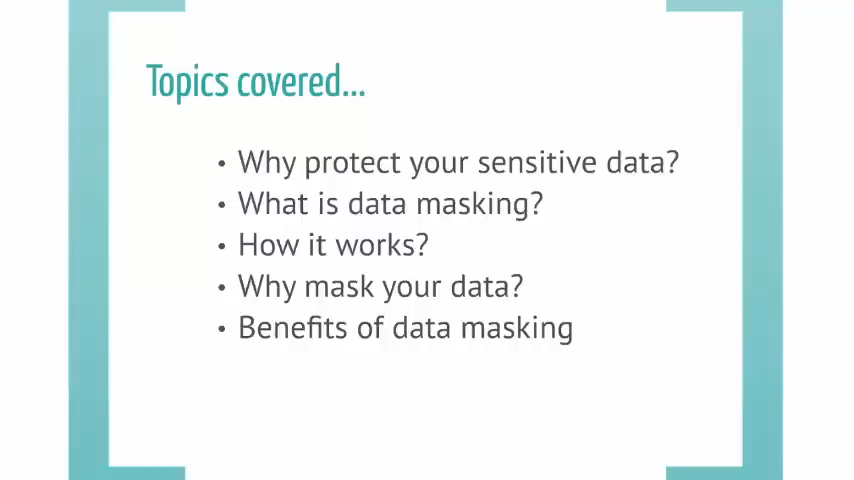 Topics covered...
• Why protect your sensitive data?
• What is data masking?
• How it works?
• Why mask your data?
• Benefits of data masking